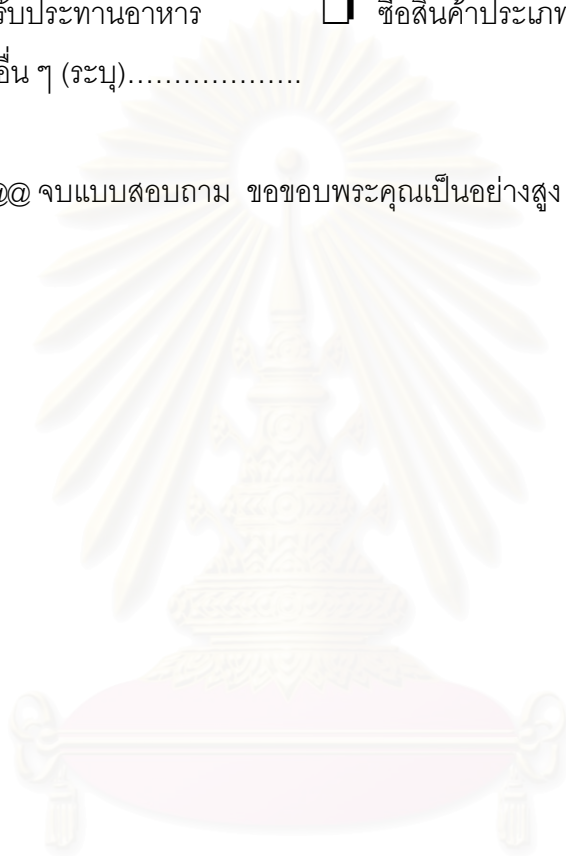 รับประทานอาหาร ❑ ซื้อสินค้าประเภท
อื่น ๆ (ระบุ)……………….
@@ จบแบบสอบถาม ขอขอบพระคุณเป็นอย่างสูง